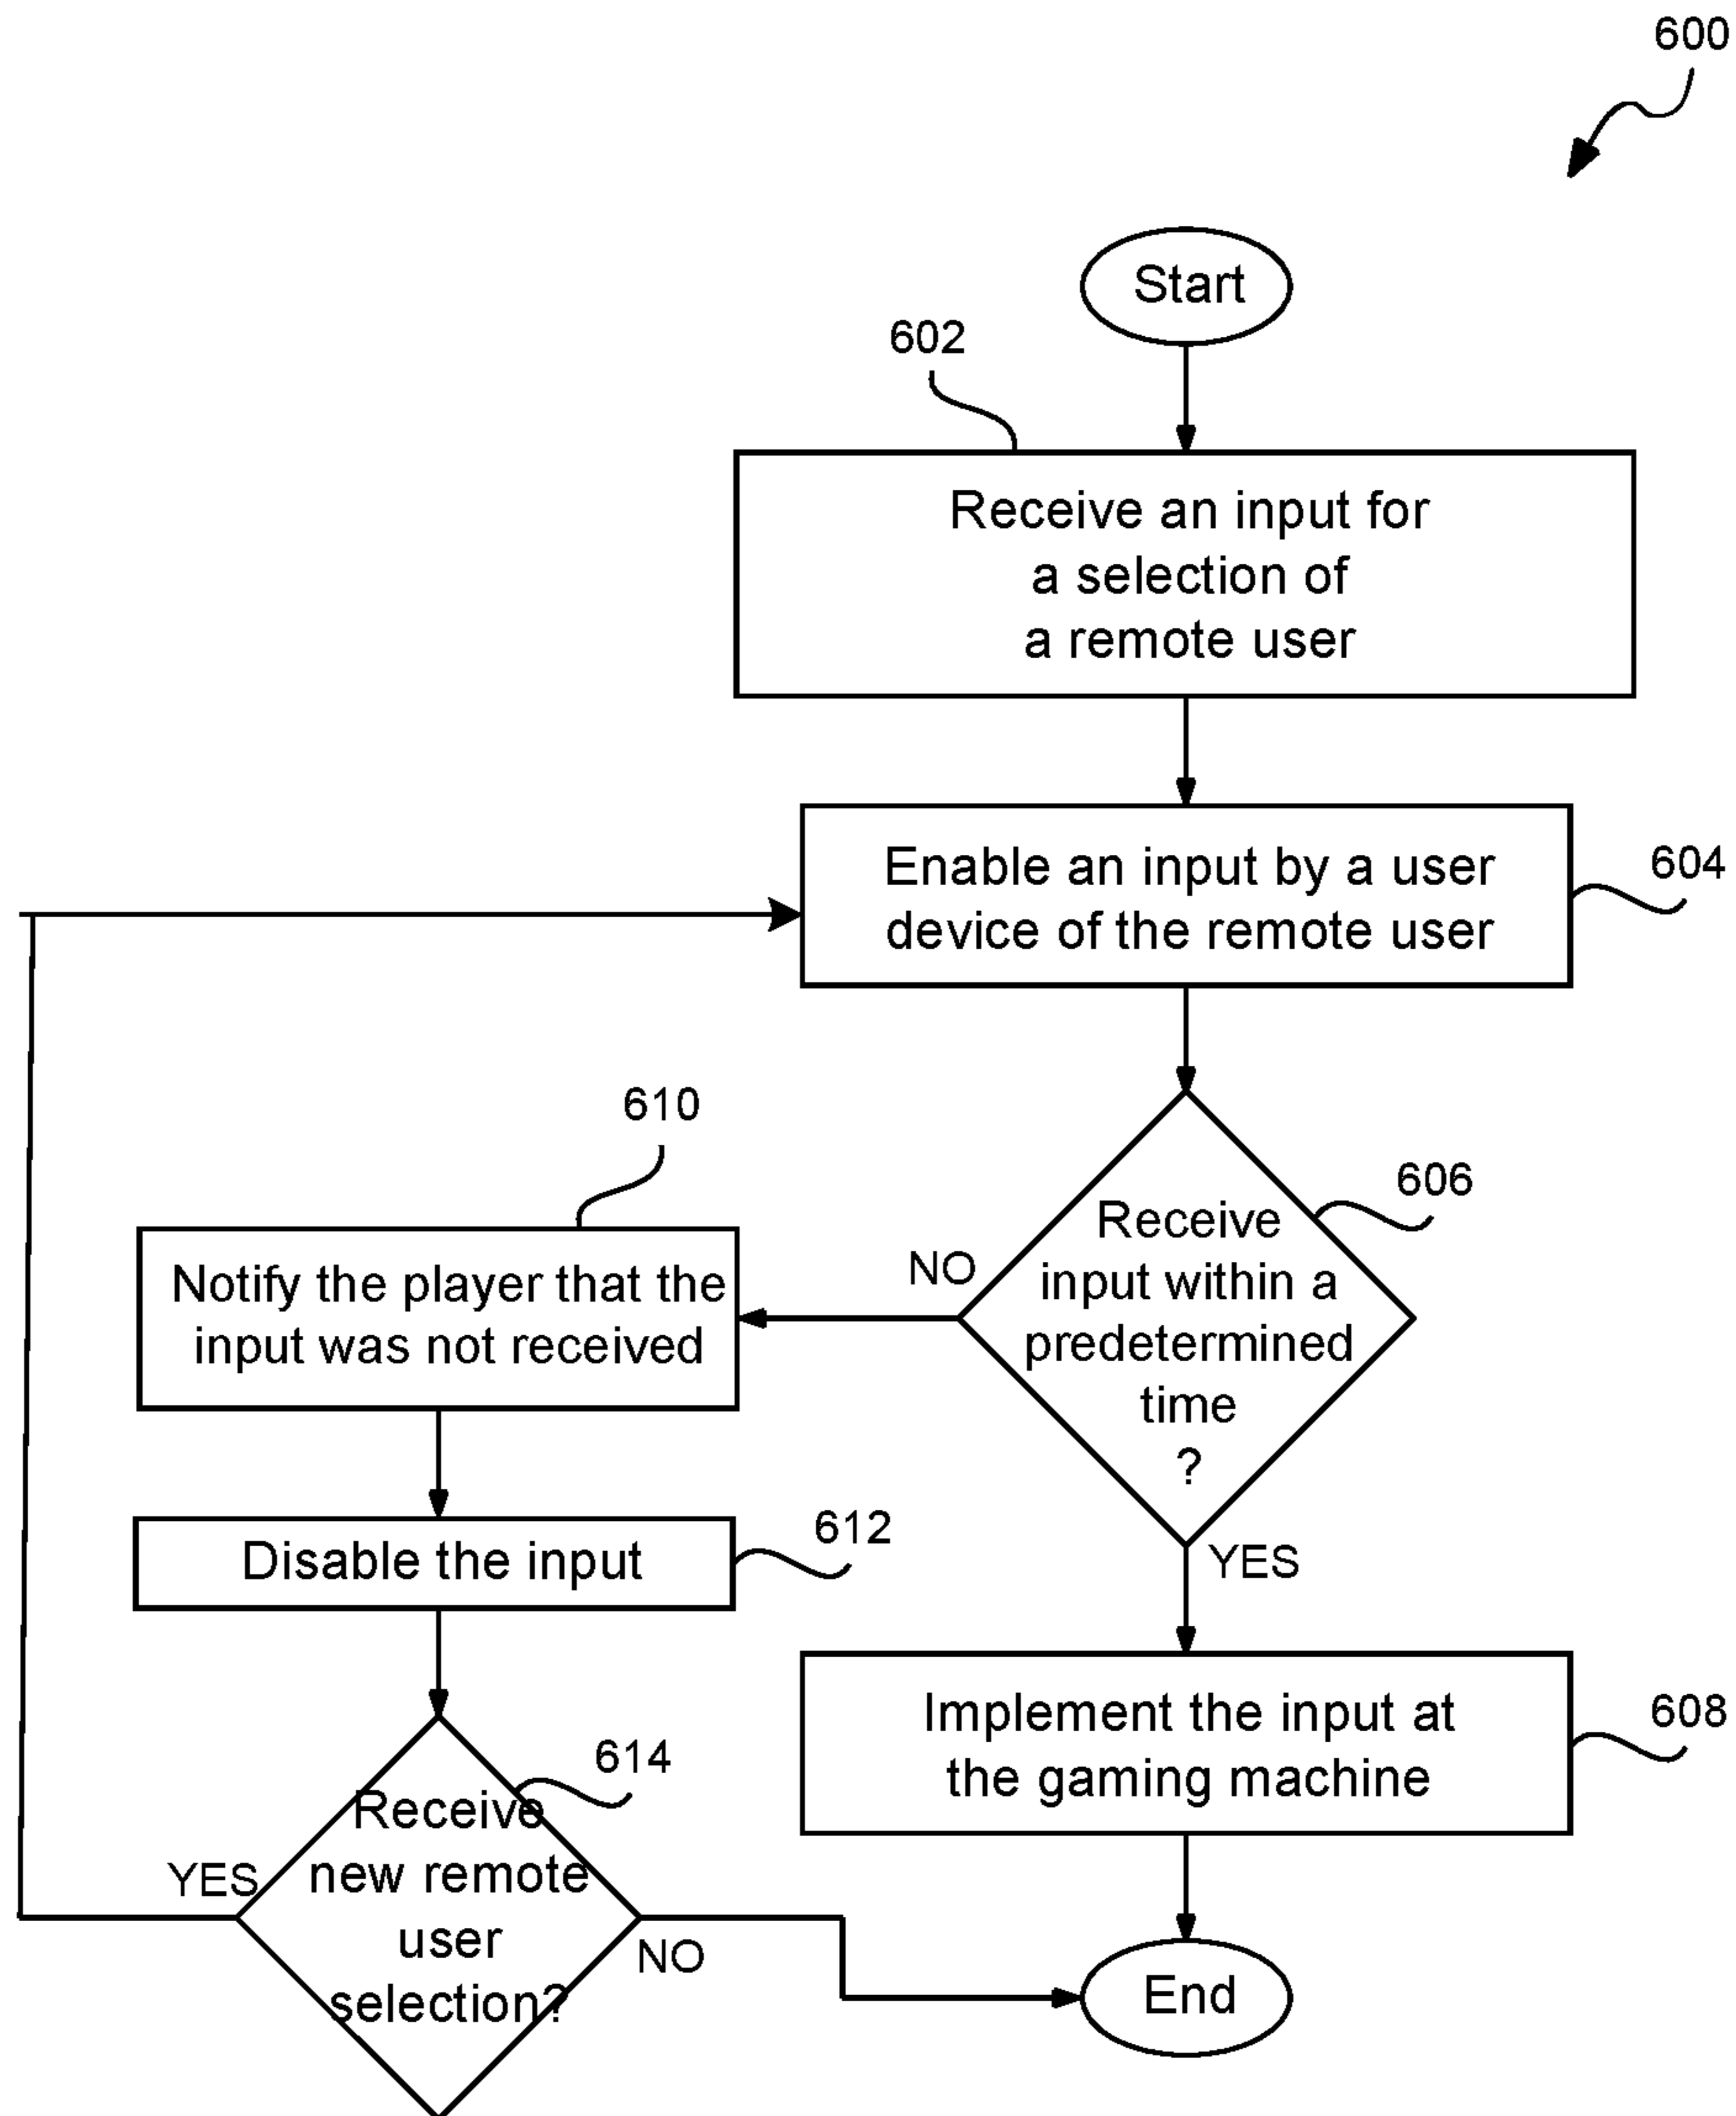 600
Start
602
Receive an input for
a selection of
a remote user
Enable an input by a user
device of the remote user
604
610
606
Receive
input within a
predetermined
time
?
NO
Notify the player that the
input was not received
612
Disable the input
YES
Implement the input at
the gaming machine
608
614
Receive
new remote
user
selection?
YES
NO
End